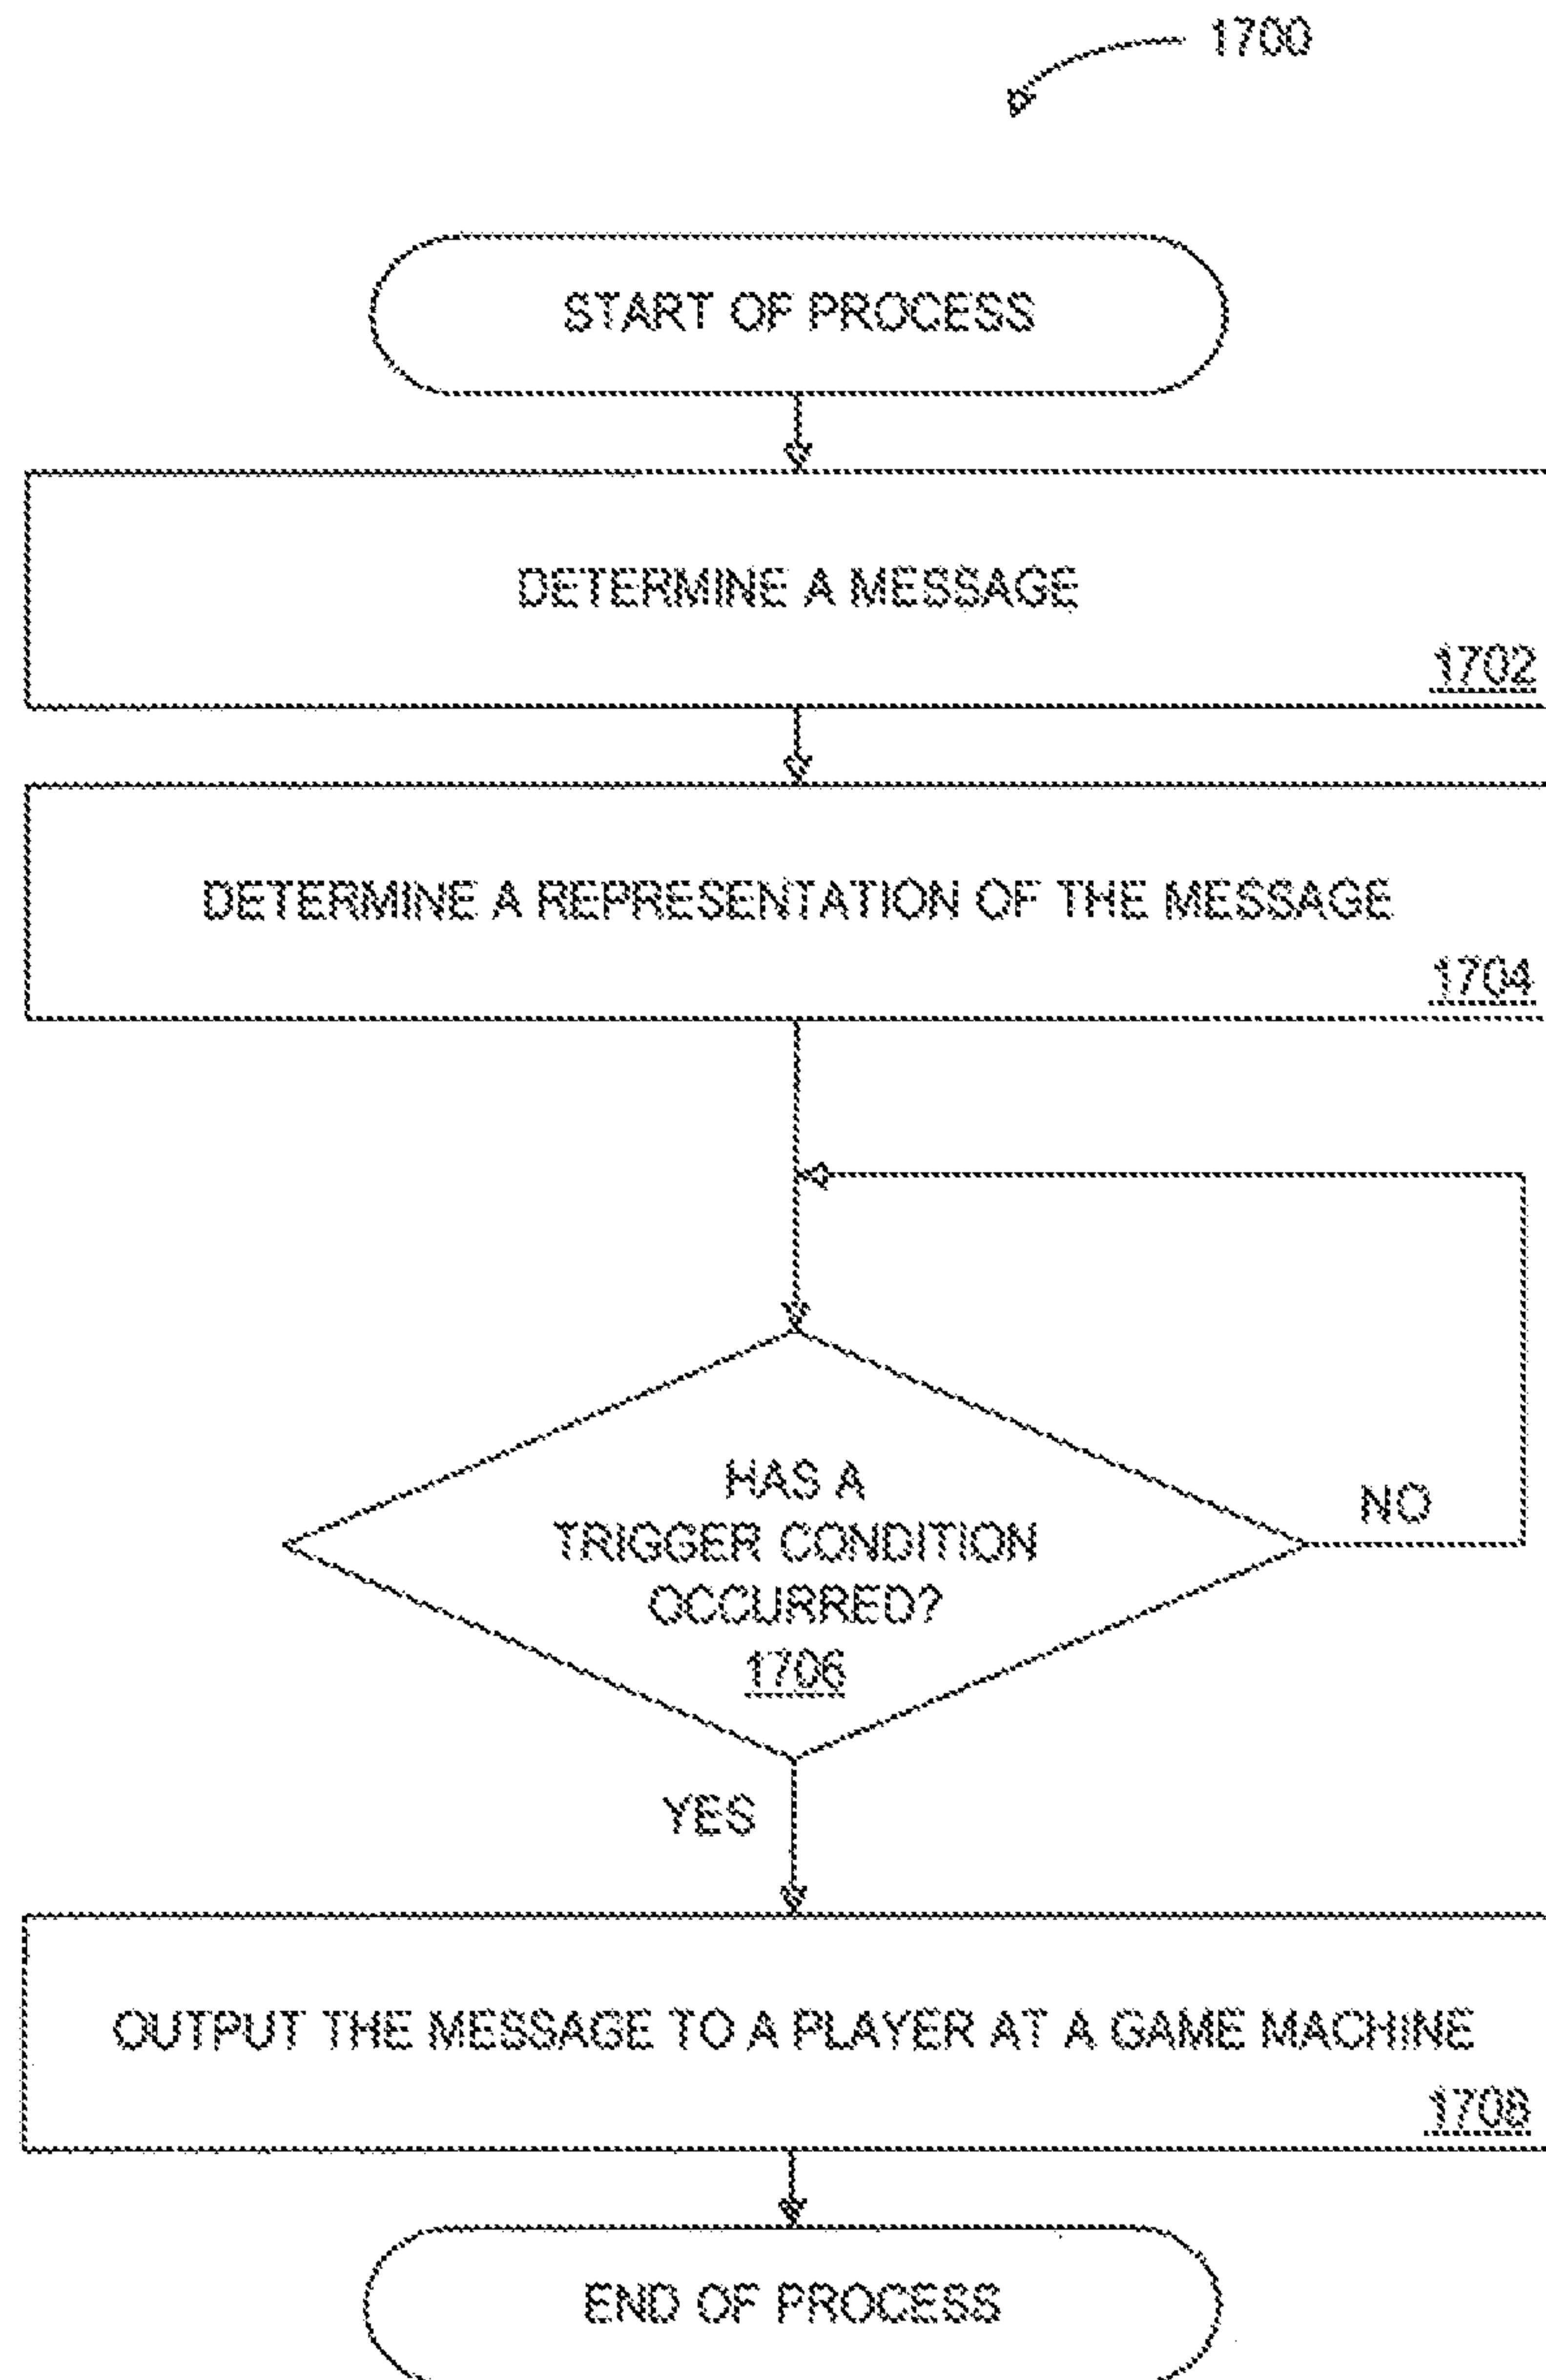 1700
START OF PROCESS
DETERMINE A MESSAGE
1702
DETERMINE A REPRESENTATION OF THE MESSAGE
1704
HAS A
TRIGGER CONDITION
OCCURRED?
1706
NO
YES
OUTPUT THE MESSAGE TO A PLAYER AT A GAME MACHINE
1708
END OF PROCESS